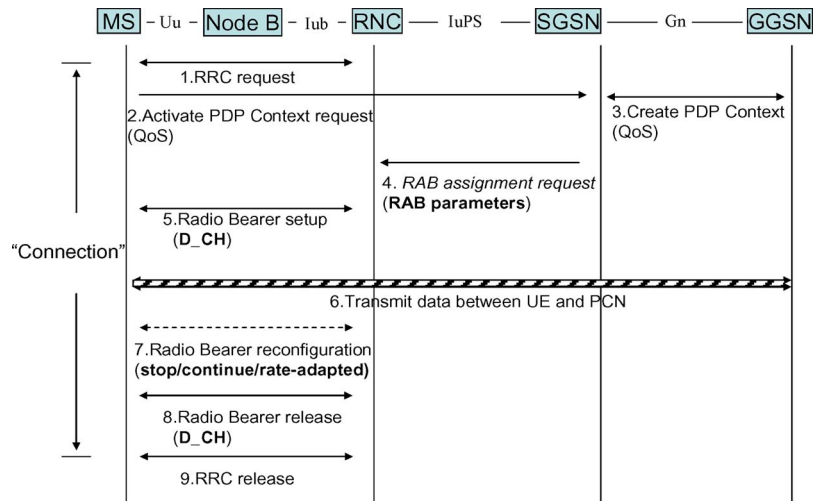 MS Uu Node B Iub RNC IuPS SGSN Gn GGSN
1.RRC request
2.Activate PDP Context request
(QoS)
3.Create PDP Context
(QoS)
4. RAB assignment request
(RAB parameters)
5.Radio Bearer setup
(D_CH)
"Connection"
6.Transmit data between UE and PCN
7.Radio Bearer reconfiguration
(stop/continue/rate-adapted)
8.Radio Bearer release
(D_CH)
9.RRC release